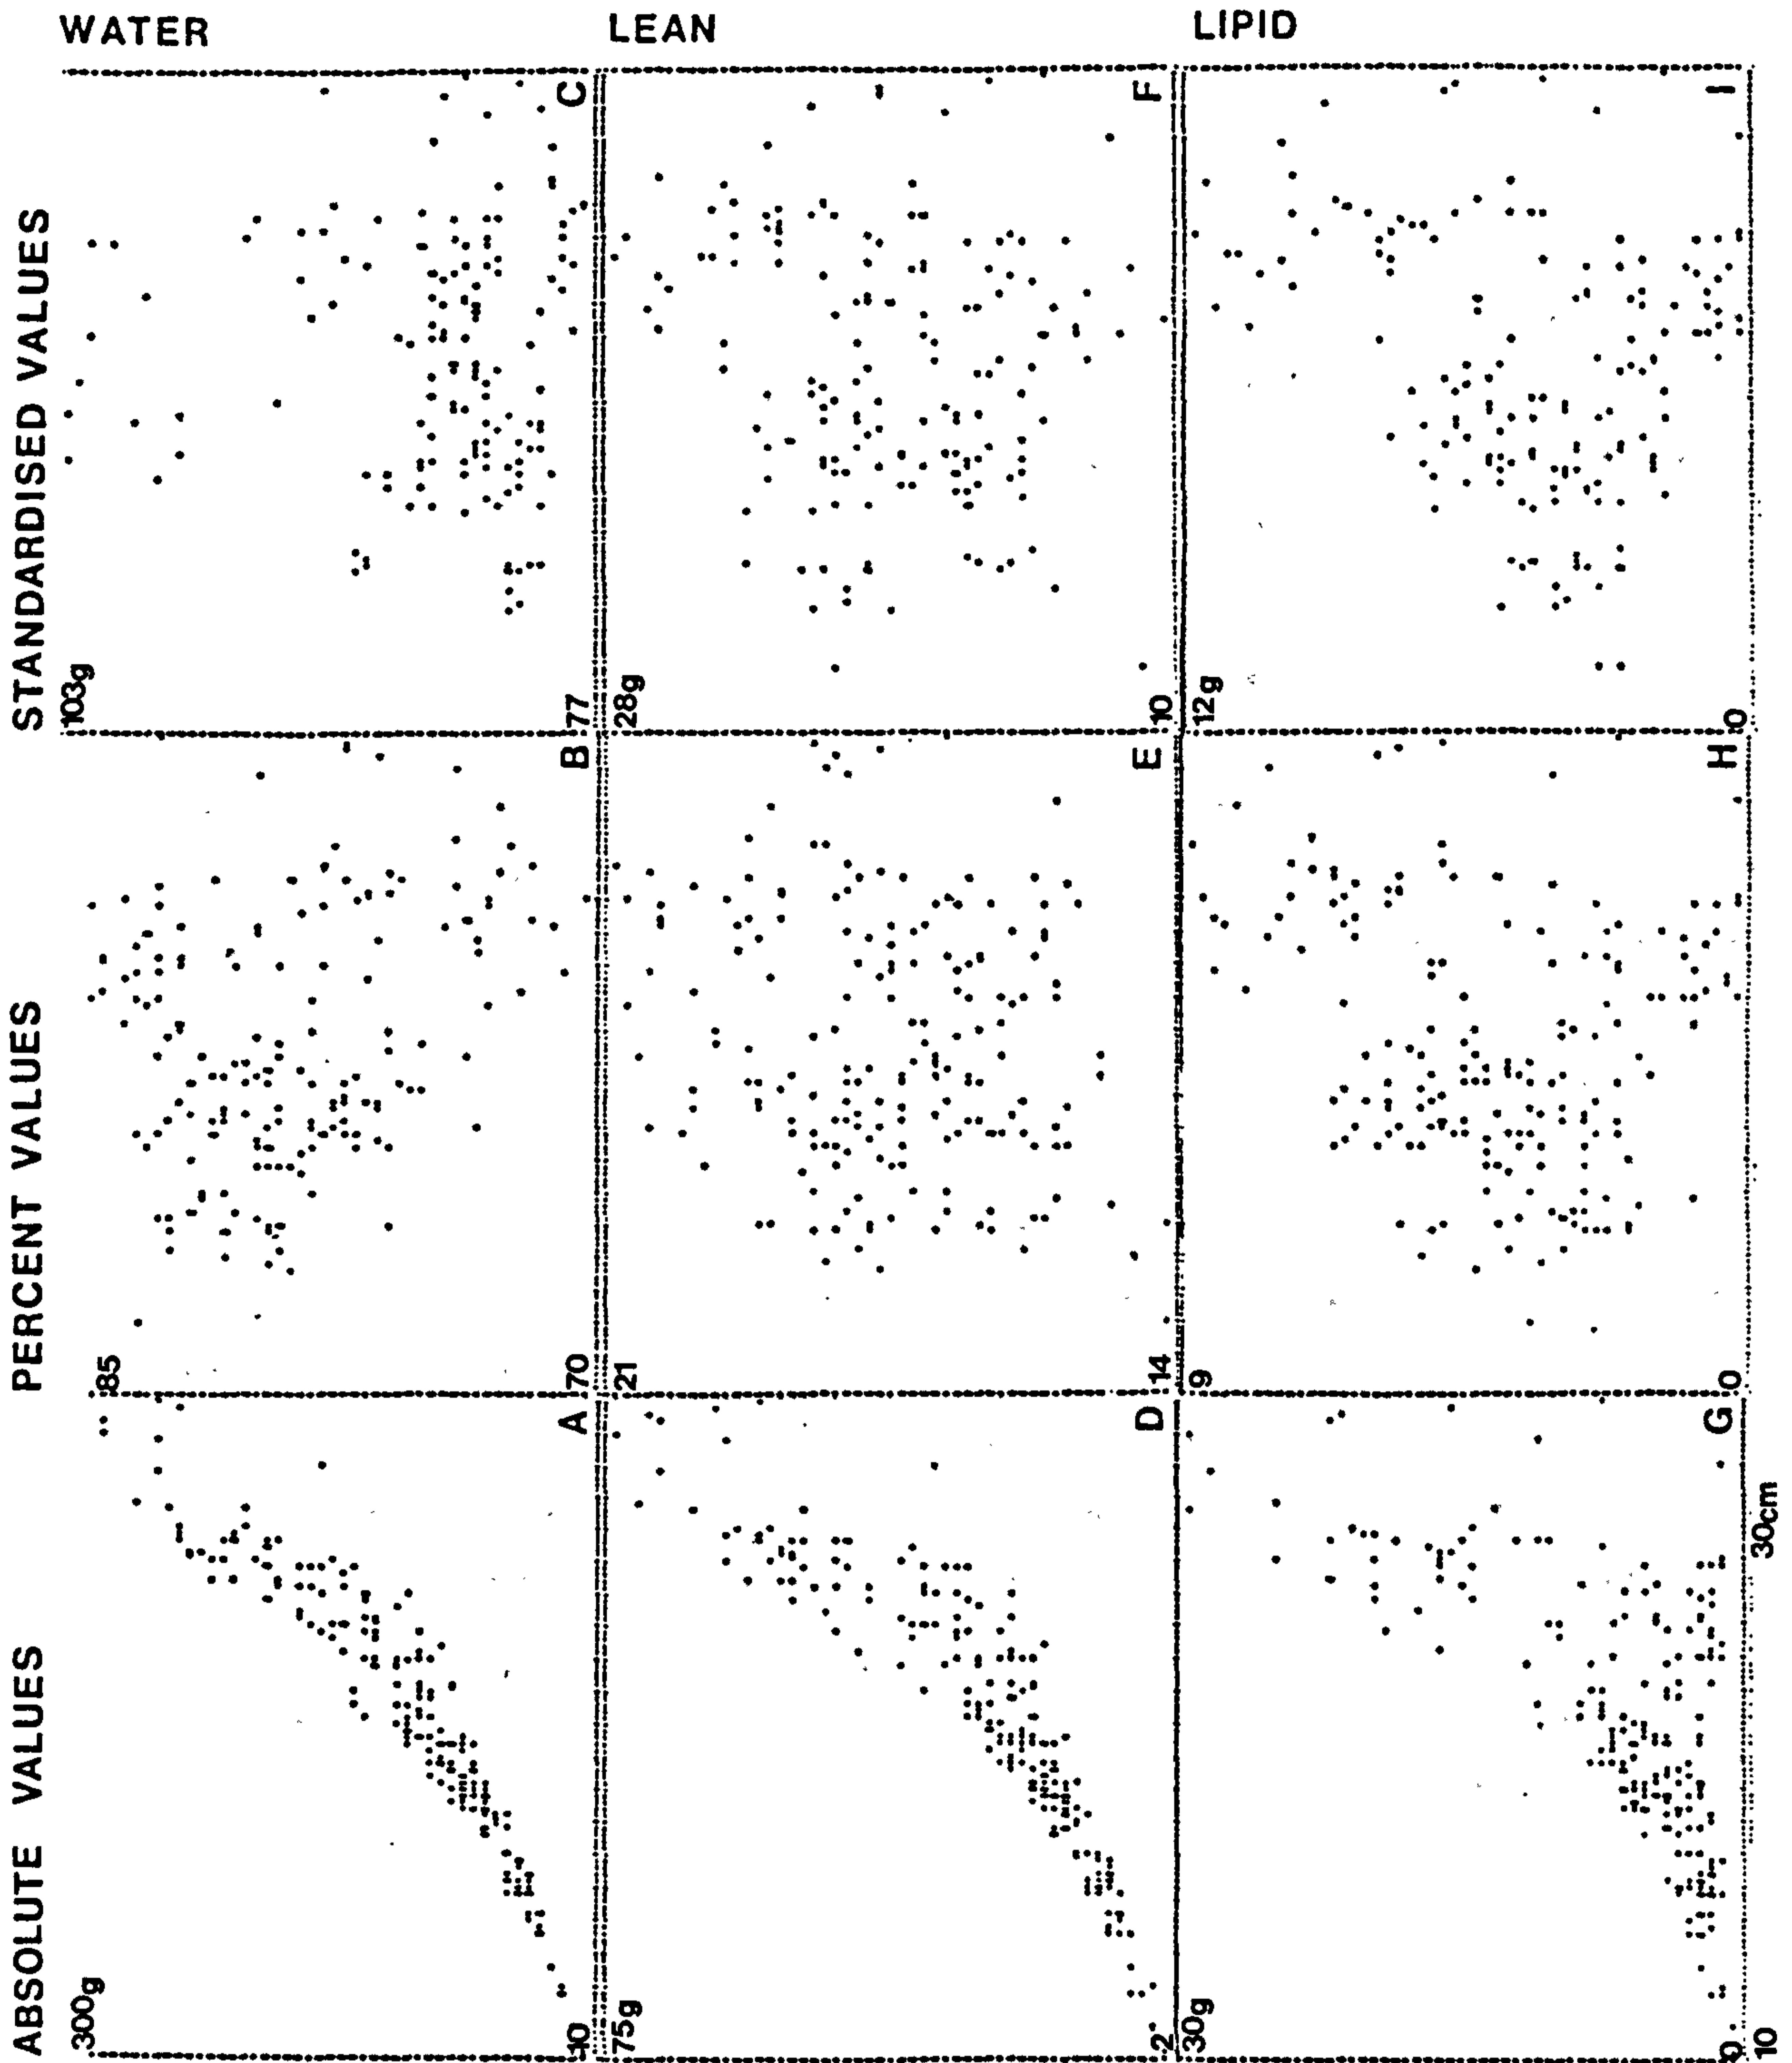 WATER
LEAN
LIPID
STANDARDISED VALUES
C
F
I
103g
77
28g
10
12g
0
PERCENT VALUES
B
E
H
85
70
21
14
9
0
ABSOLUTE VALUES
A
D
G
300g
10
75g
2
30g
0
10
30cm